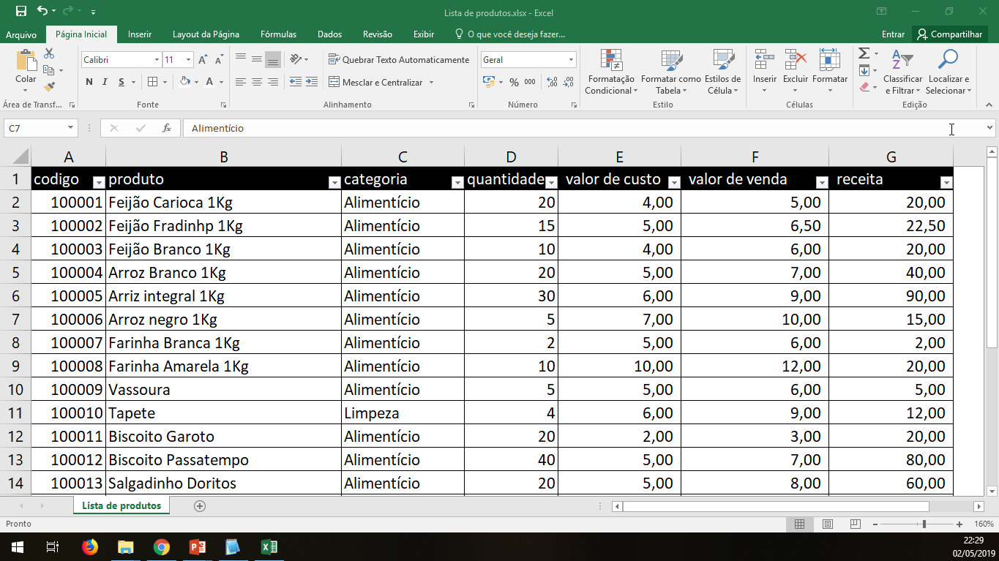 Lista de produtos.xlsx - Excel
Arquivo Página Inicial Inserir Layout da Página Fórmulas Dados Revisão Exibir O que você deseja fazer... Entrar Compartilhar
Colar
Calibri 11
N I S
Quebrar Texto Automaticamente
Mesclar e Centralizar
Geral
% 000
Formatação Condicional
Formatar como Tabela
Estilos de Célula
Inserir Excluir Formatar
Classificar e Filtrar
Localizar e Selecionar
Área de Transf... Fonte Alinhamento Número Estilo Células Edição
C7 fx Alimentício
A B C D E F G
1 codigo produto categoria quantidade valor de custo valor de venda receita
2 100001 Feijão Carioca 1Kg Alimentício 20 4,00 5,00 20,00
3 100002 Feijão Fradinhp 1Kg Alimentício 15 5,00 6,50 22,50
4 100003 Feijão Branco 1Kg Alimentício 10 4,00 6,00 20,00
5 100004 Arroz Branco 1Kg Alimentício 20 5,00 7,00 40,00
6 100005 Arriz integral 1Kg Alimentício 30 6,00 9,00 90,00
7 100006 Arroz negro 1Kg Alimentício 5 7,00 10,00 15,00
8 100007 Farinha Branca 1Kg Alimentício 2 5,00 6,00 2,00
9 100008 Farinha Amarela 1Kg Alimentício 10 10,00 12,00 20,00
10 100009 Vassoura Alimentício 5 5,00 6,00 5,00
11 100010 Tapete Limpeza 4 6,00 9,00 12,00
12 100011 Biscoito Garoto Alimentício 20 2,00 3,00 20,00
13 100012 Biscoito Passatempo Alimentício 40 5,00 7,00 80,00
14 100013 Salgadinho Doritos Alimentício 20 5,00 8,00 60,00
Lista de produtos
Pronto 160%
22:29
02/05/2019